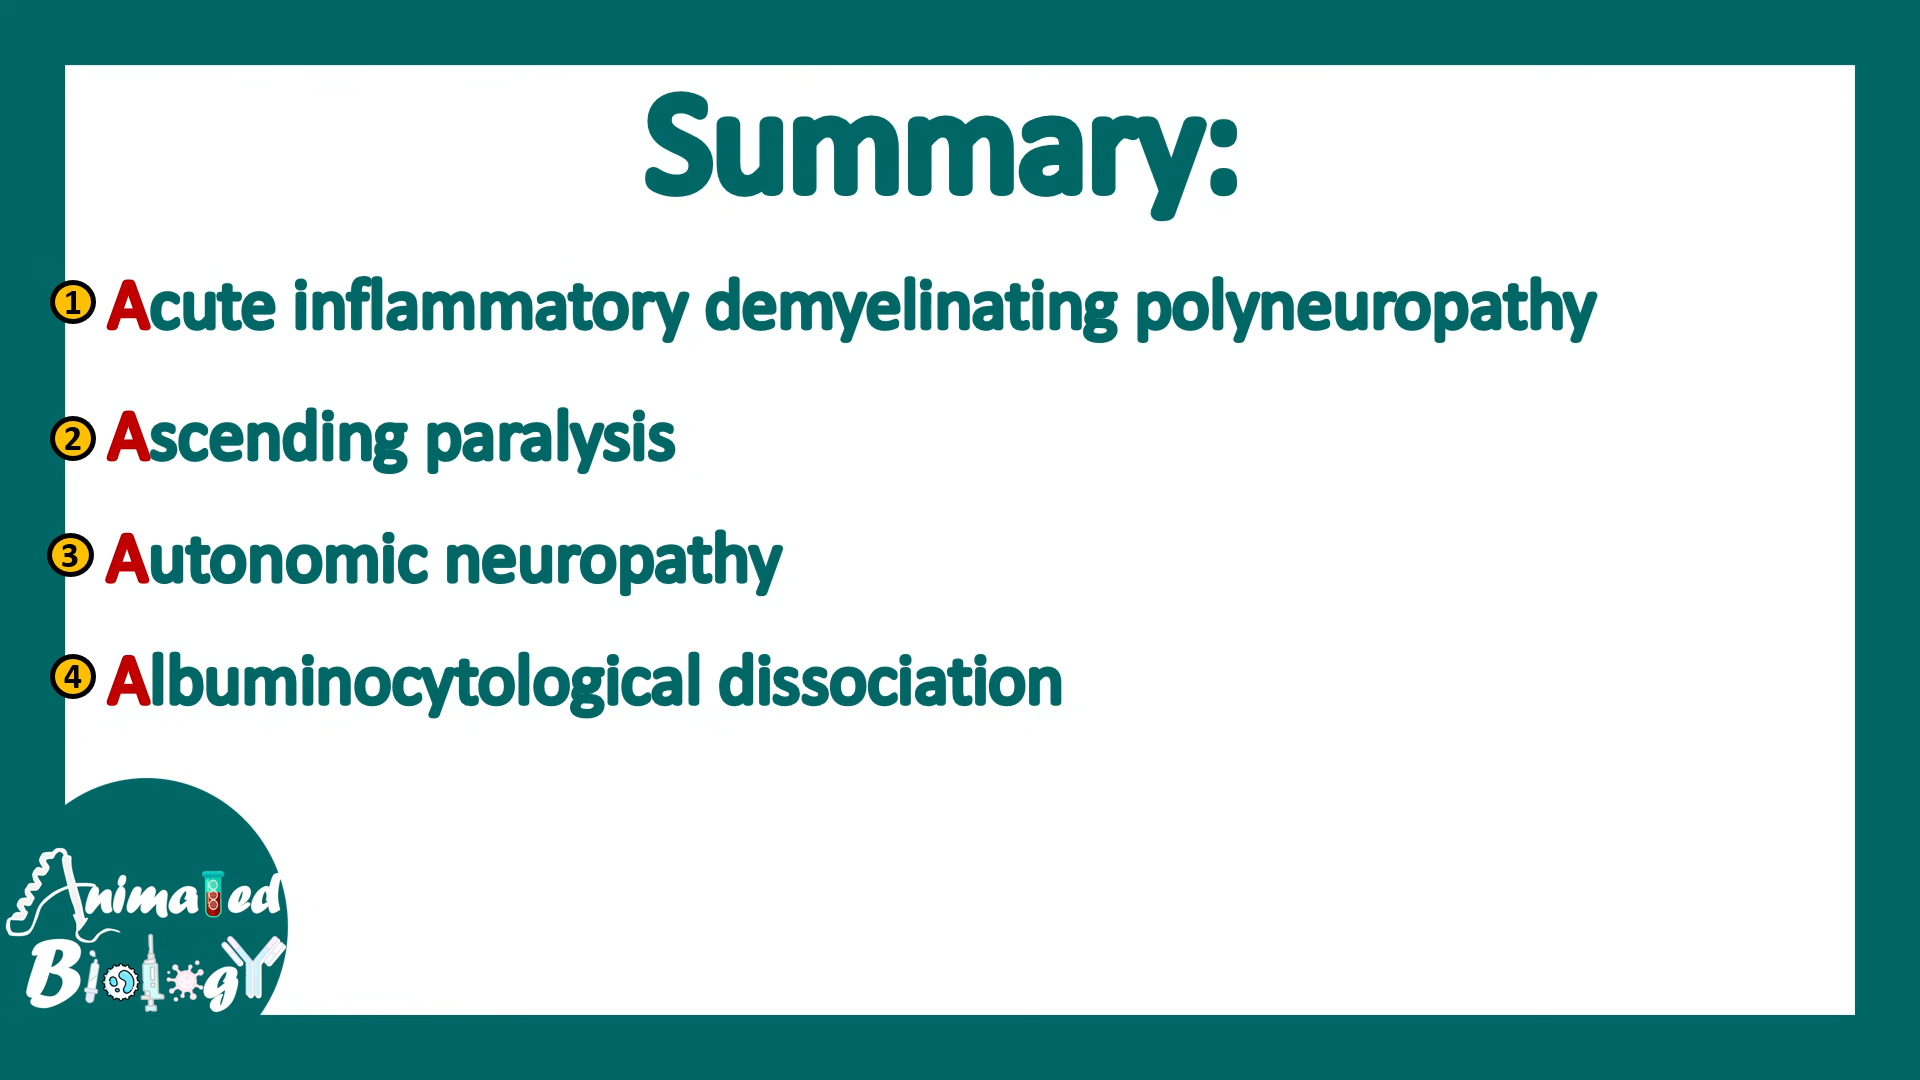 Summary:
1 Acute inflammatory demyelinating polyneuropathy
2 Ascending paralysis
3 Autonomic neuropathy
4 Albuminocytological dissociation
Animated
Biology